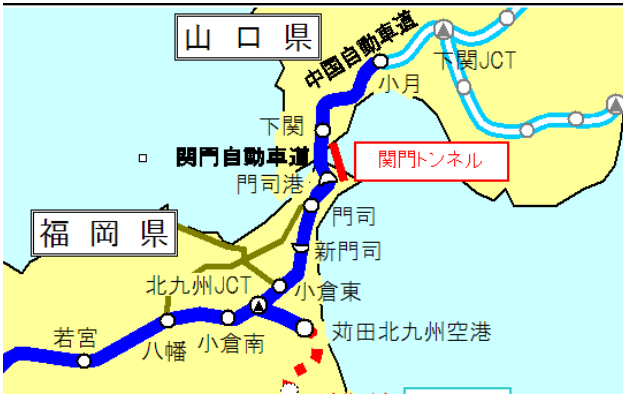 山口県
中国自動車道
下関JCT
小月
下関
関門自動車道
関門トンネル
門司港
門司
福岡県
新門司
北九州JCT
小倉東
若宮
八幡
小倉南
苅田北九州空港